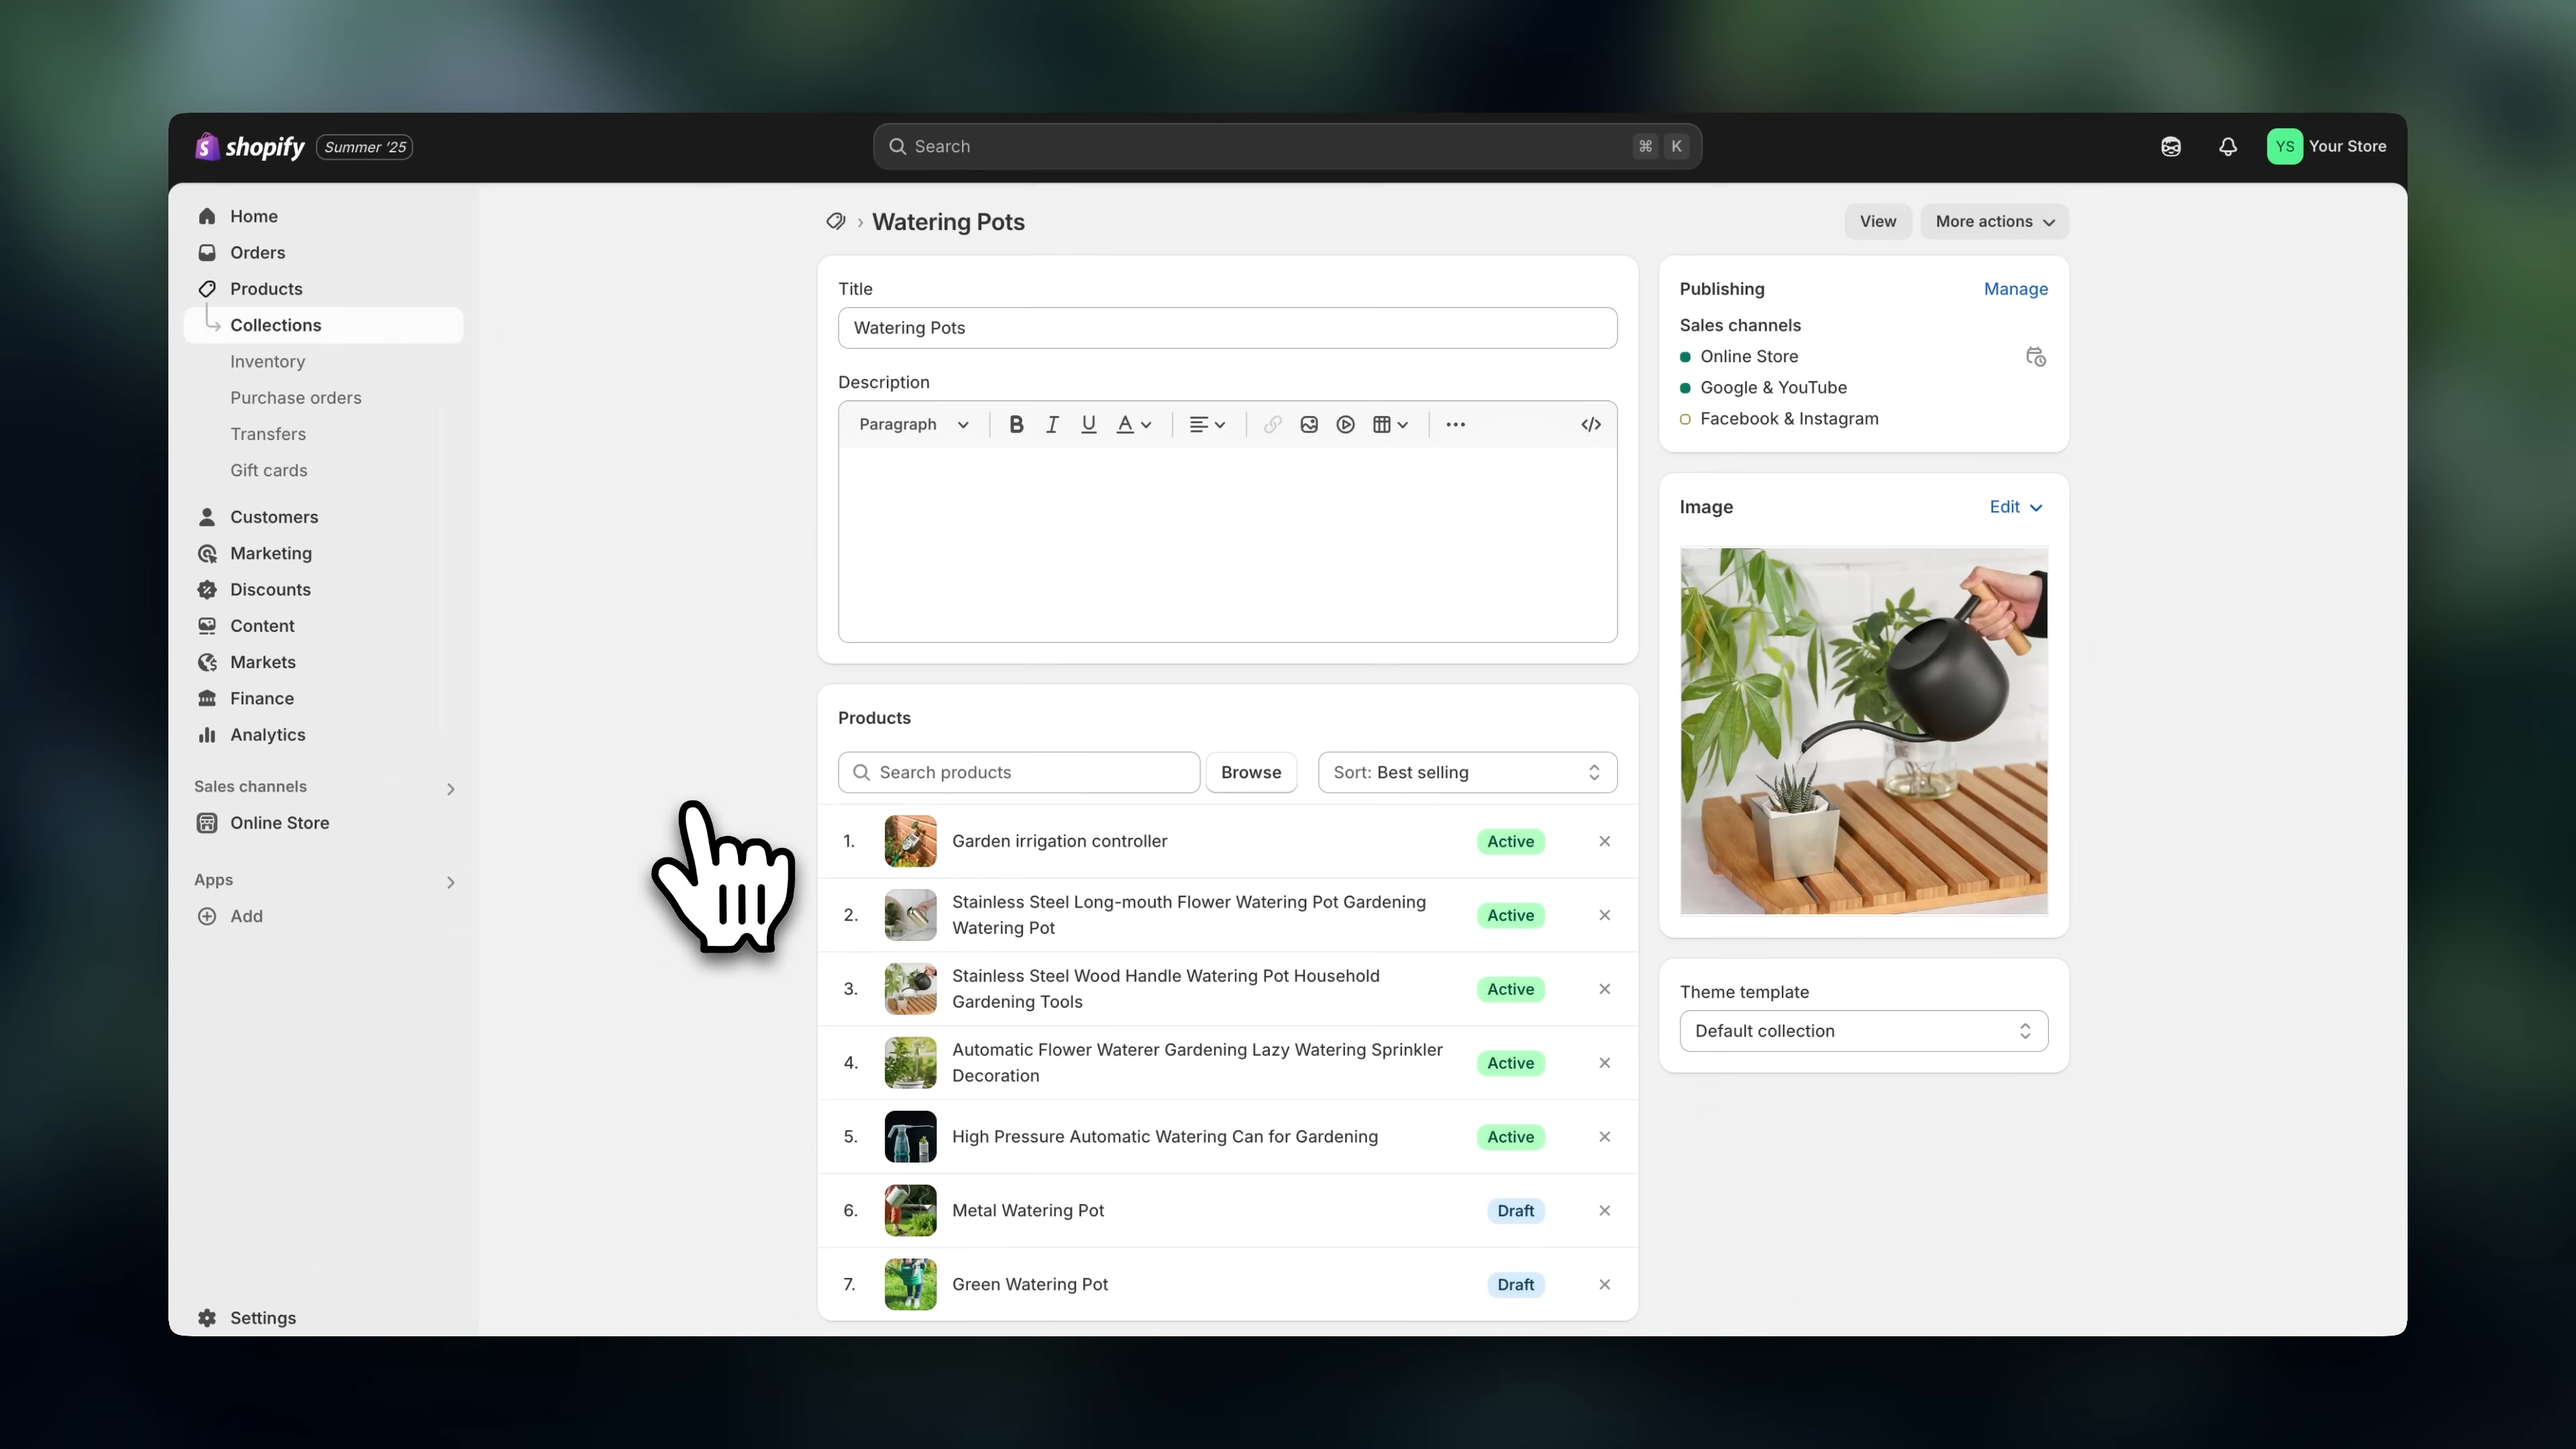 shopify Summer '25
Search
⌘ K
YS Your Store
Home
Orders
Products
Collections
Inventory
Purchase orders
Transfers
Gift cards
Customers
Marketing
Discounts
Content
Markets
Finance
Analytics
Sales channels
Online Store
Apps
Add
Settings
Watering Pots
View
More actions
Title
Watering Pots
Description
Paragraph
Products
Search products
Browse
Sort: Best selling
1. Garden irrigation controller Active
2. Stainless Steel Long-mouth Flower Watering Pot Gardening
Watering Pot
Active
3. Stainless Steel Wood Handle Watering Pot Household
Gardening Tools
Active
4. Automatic Flower Waterer Gardening Lazy Watering Sprinkler
Decoration
Active
5. High Pressure Automatic Watering Can for Gardening Active
6. Metal Watering Pot Draft
7. Green Watering Pot Draft
Publishing
Manage
Sales channels
Online Store
Google & YouTube
Facebook & Instagram
Image
Edit
Theme template
Default collection